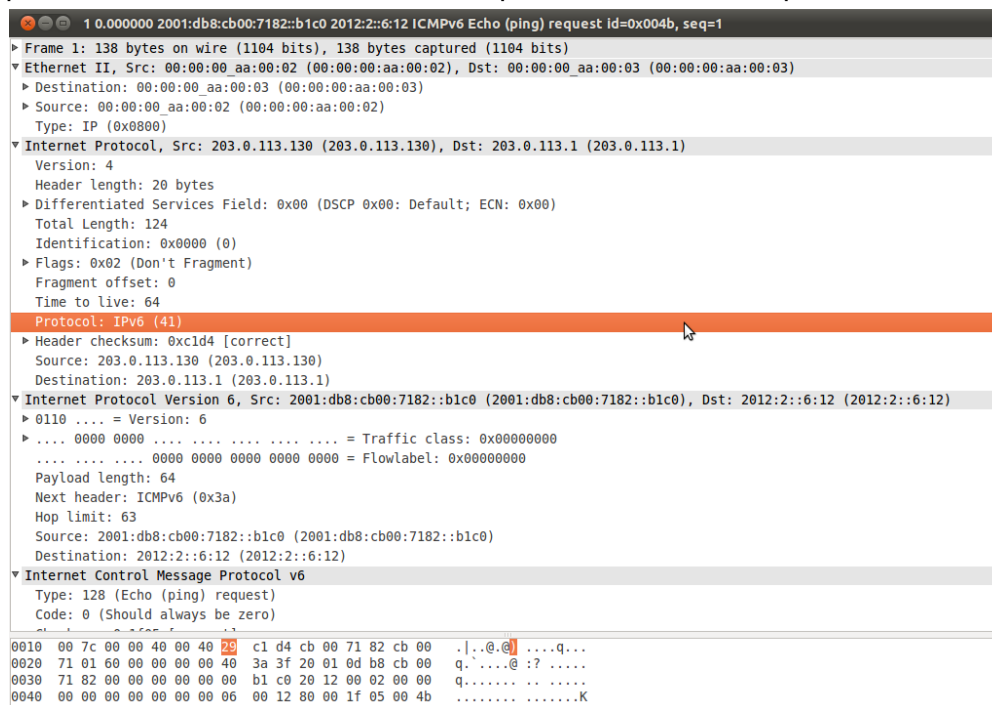 1 0.000000 2001:db8:cb00:7182::b1c0 2012:2::6:12 ICMPv6 Echo (ping) request id=0x004b, seq=1
Frame 1: 138 bytes on wire (1104 bits), 138 bytes captured (1104 bits)
Ethernet II, Src: 00:00:00_aa:00:02 (00:00:00:aa:00:02), Dst: 00:00:00_aa:00:03 (00:00:00:aa:00:03)
Destination: 00:00:00_aa:00:03 (00:00:00:aa:00:03)
Source: 00:00:00_aa:00:02 (00:00:00:aa:00:02)
Type: IP (0x0800)
Internet Protocol, Src: 203.0.113.130 (203.0.113.130), Dst: 203.0.113.1 (203.0.113.1)
Version: 4
Header length: 20 bytes
Differentiated Services Field: 0x00 (DSCP 0x00: Default; ECN: 0x00)
Total Length: 124
Identification: 0x0000 (0)
Flags: 0x02 (Don't Fragment)
Fragment offset: 0
Time to live: 64
Protocol: IPv6 (41)
Header checksum: 0xc1d4 [correct]
Source: 203.0.113.130 (203.0.113.130)
Destination: 203.0.113.1 (203.0.113.1)
Internet Protocol Version 6, Src: 2001:db8:cb00:7182::b1c0 (2001:db8:cb00:7182::b1c0), Dst: 2012:2::6:12 (2012:2::6:12)
0110 .... = Version: 6
.... 0000 0000 .... .... .... .... .... = Traffic class: 0x00000000
.... .... .... 0000 0000 0000 0000 0000 = Flowlabel: 0x00000000
Payload length: 64
Next header: ICMPv6 (0x3a)
Hop limit: 63
Source: 2001:db8:cb00:7182::b1c0 (2001:db8:cb00:7182::b1c0)
Destination: 2012:2::6:12 (2012:2::6:12)
Internet Control Message Protocol v6
Type: 128 (Echo (ping) request)
Code: 0 (Should always be zero)
0010 00 7c 00 00 40 00 40 29 c1 d4 cb 00 71 82 cb 00 .|..@.@) ....q...
0020 71 01 60 00 00 00 00 40 3a 3f 20 01 0d b8 cb 00 q.`....@ :? .....
0030 71 82 00 00 00 00 00 00 b1 c0 20 12 00 02 00 00 q....... .. .....
0040 00 00 00 00 00 00 00 06 00 12 80 00 1f 05 00 4b ........ .......K